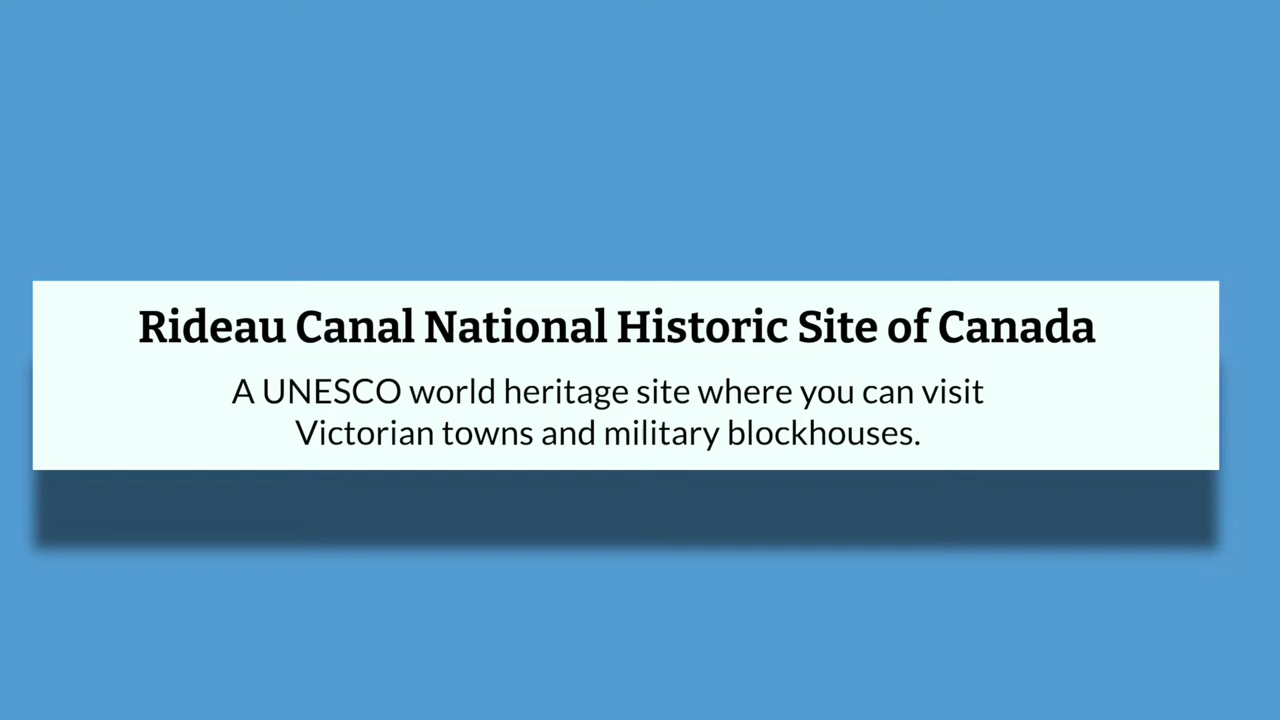 Rideau Canal National Historic Site of Canada
A UNESCO world heritage site where you can visit
Victorian towns and military blockhouses.